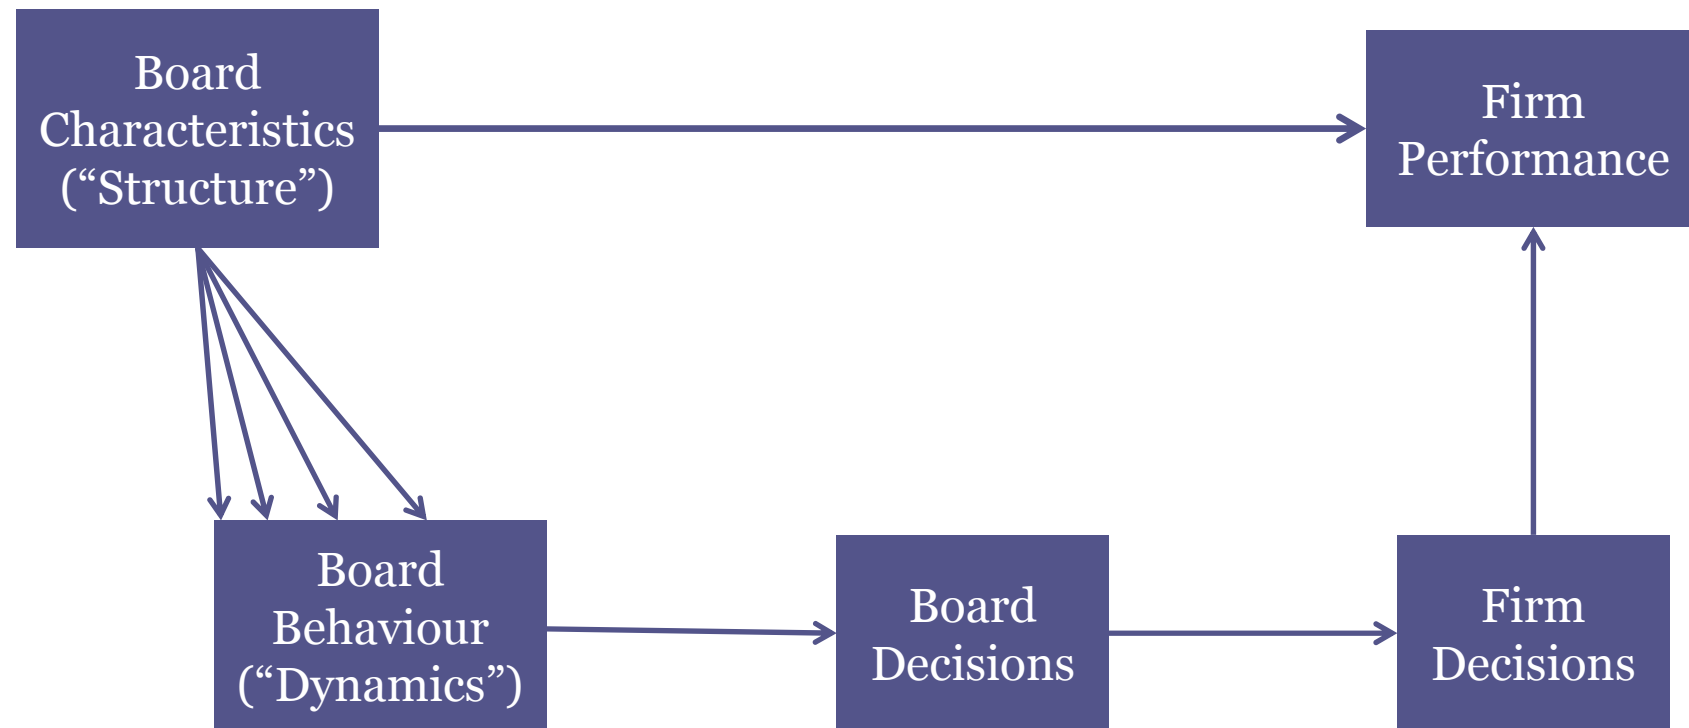 Board
Characteristics
(“Structure”)
Firm
Performance
Board
Behaviour
(“Dynamics”)
Board
Decisions
Firm
Decisions